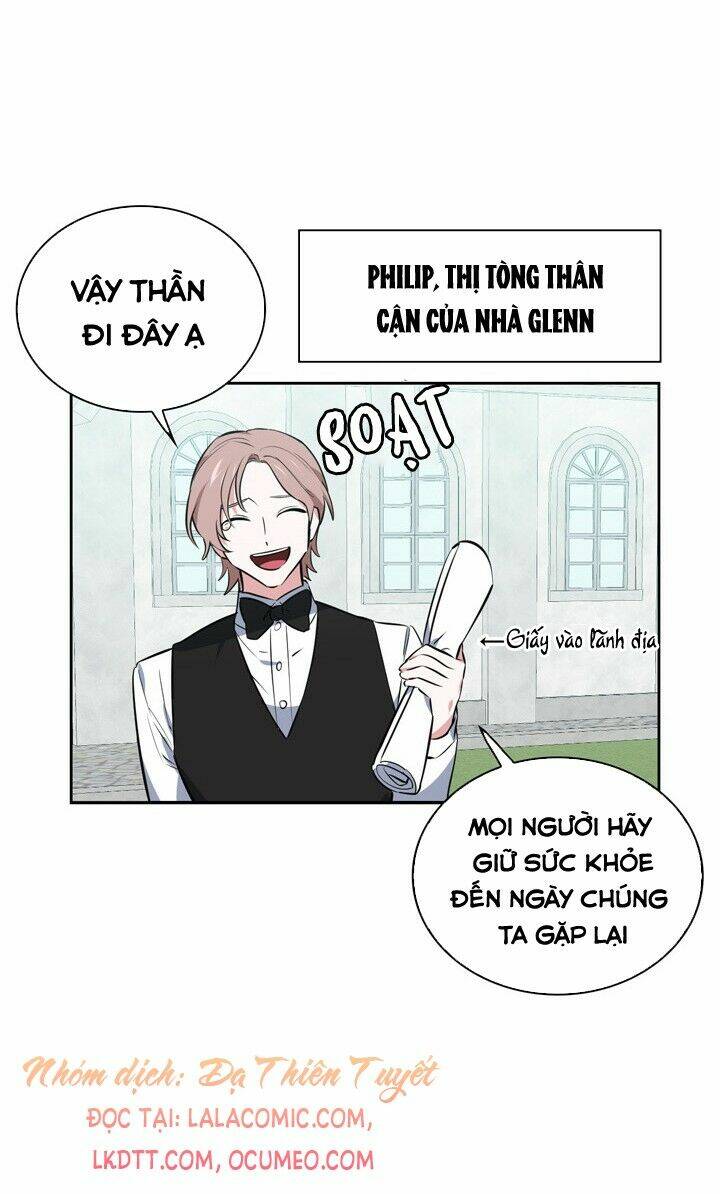 VẬY THẦN
ĐI ĐÂY Ạ
PHILIP, THỊ TÒNG THÂN
CẬN CỦA NHÀ GLENN
SOẠT
←Giấy vào lãnh địa
MỌI NGƯỜI HÃY
GIỮ SỨC KHỎE
ĐẾN NGÀY CHÚNG
TA GẶP LẠI
Nhóm dịch: Dạ Thiên Tuyết
ĐỌC TẠI: LALACOMIC.COM,
LKDTT.COM, OCUMEO.COM